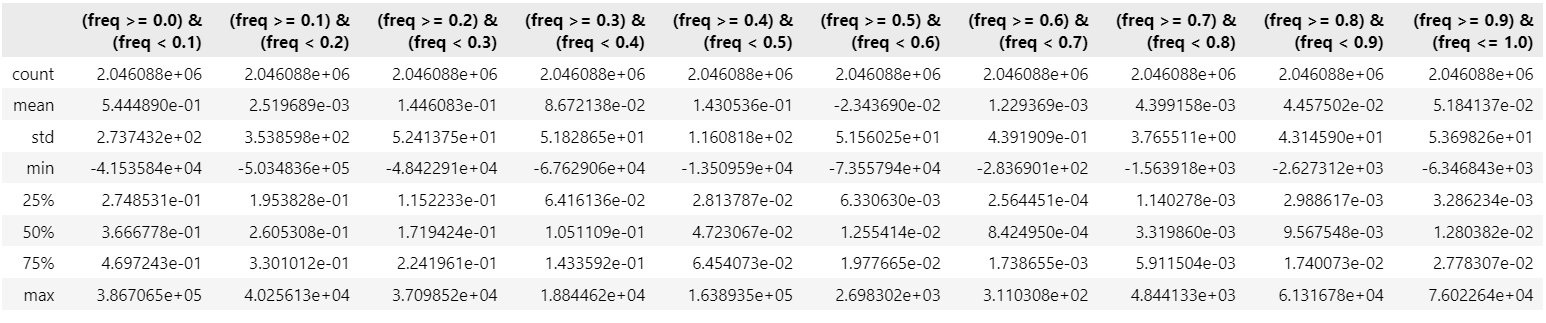 (freq >= 0.0) & (freq >= 0.1) & (freq >= 0.2) & (freq >= 0.3) & (freq >= 0.4) & (freq >= 0.5) & (freq >= 0.6) & (freq >= 0.7) & (freq >= 0.8) & (freq >= 0.9) &
(freq < 0.1) (freq < 0.2) (freq < 0.3) (freq < 0.4) (freq < 0.5) (freq < 0.6) (freq < 0.7) (freq < 0.8) (freq < 0.9) (freq <= 1.0)
count 2.046088e+06 2.046088e+06 2.046088e+06 2.046088e+06 2.046088e+06 2.046088e+06 2.046088e+06 2.046088e+06 2.046088e+06 2.046088e+06
mean 5.444890e-01 2.519689e-03 1.446083e-01 8.672138e-02 1.430536e-01 -2.343690e-02 1.229369e-03 4.399158e-03 4.457502e-02 5.184137e-02
std 2.737432e+02 3.538598e+02 5.241375e+01 5.182865e+01 1.160818e+02 5.156025e+01 4.391909e-01 3.765511e+00 4.314590e+01 5.369826e+01
min -4.153584e+04 -5.034836e+05 -4.842291e+04 -6.762906e+04 -1.350959e+04 -7.355794e+04 -2.836901e+02 -1.563918e+03 -2.627312e+03 -6.346843e+03
25% 2.748531e-01 1.953828e-01 1.152233e-01 6.416136e-02 2.813787e-02 6.330630e-03 2.564451e-04 1.140278e-03 2.988617e-03 3.286234e-03
50% 3.666778e-01 2.605308e-01 1.719424e-01 1.051109e-01 4.723067e-02 1.255414e-02 8.424950e-04 3.319860e-03 9.567548e-03 1.280382e-02
75% 4.697243e-01 3.301012e-01 2.241961e-01 1.433592e-01 6.454073e-02 1.977665e-02 1.738655e-03 5.911504e-03 1.740073e-02 2.778307e-02
max 3.867065e+05 4.025613e+04 3.709852e+04 1.884462e+04 1.638935e+05 2.698302e+03 3.110308e+02 4.844133e+03 6.131678e+04 7.602264e+04